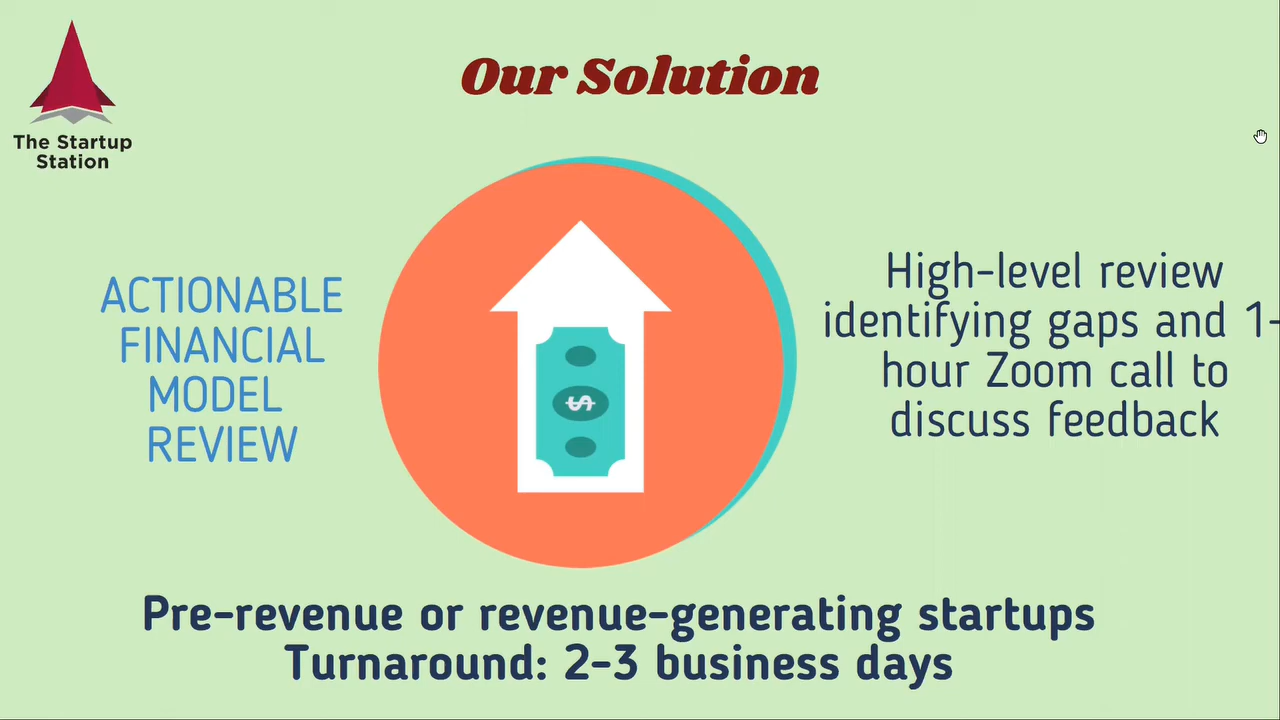 Our Solution
The Startup
Station
ACTIONABLE
FINANCIAL
MODEL
REVIEW
$
High-level review
identifying gaps and 1-
hour Zoom call to
discuss feedback
Pre-revenue or revenue-generating startups
Turnaround: 2-3 business days